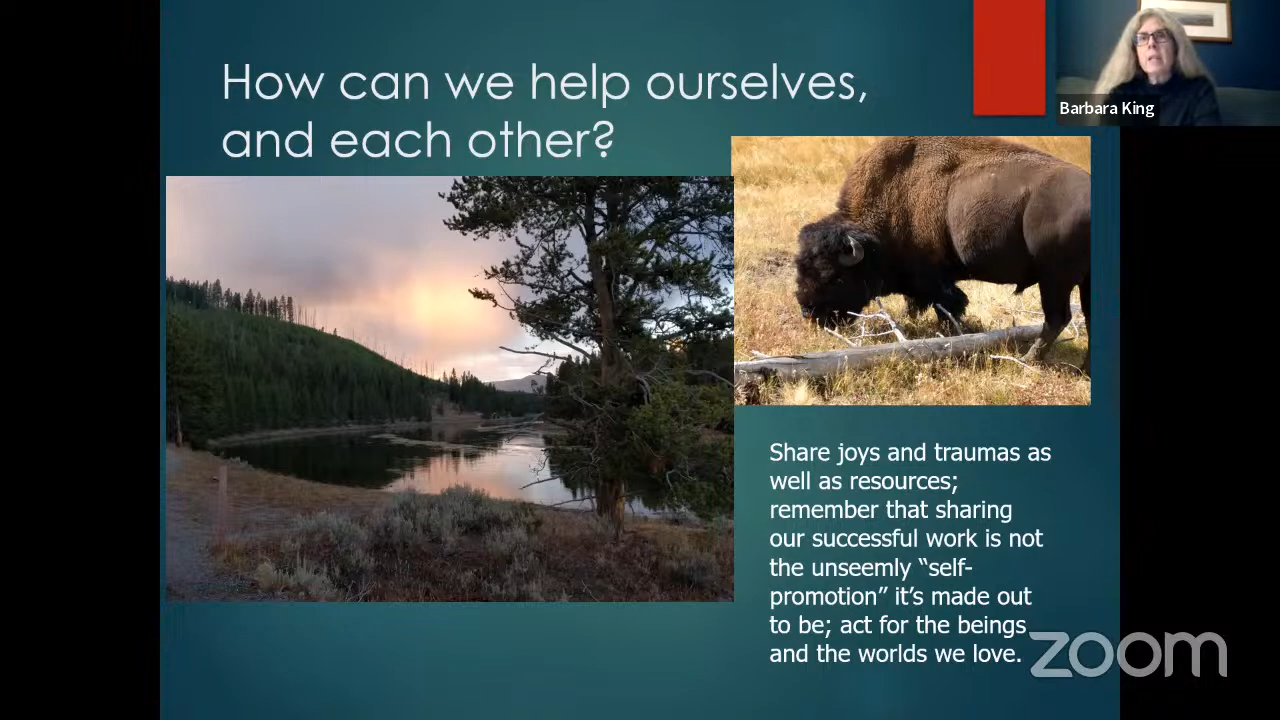 How can we help ourselves,
and each other?
Barbara King
Share joys and traumas as
well as resources;
remember that sharing
our successful work is not
the unseemly “self-
promotion” it’s made out
to be; act for the beings
and the worlds we love.
zoom